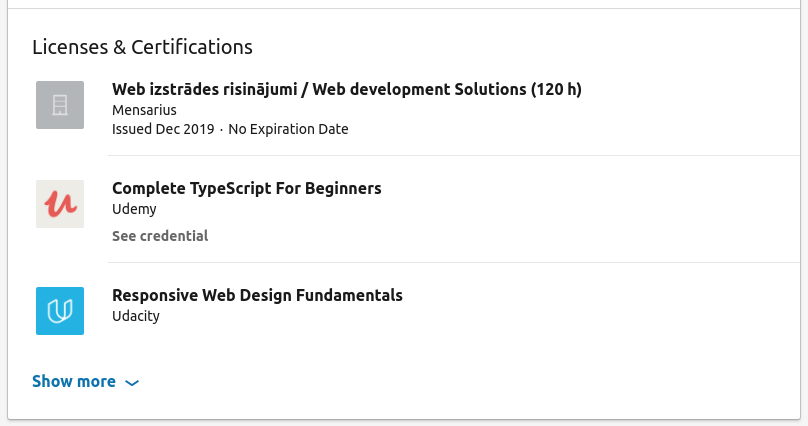 Licenses & Certifications
Web izstrādes risinājumi / Web development Solutions (120 h)
Mensarius
Issued Dec 2019 · No Expiration Date
Complete TypeScript For Beginners
Udemy
See credential
Responsive Web Design Fundamentals
Udacity
Show more